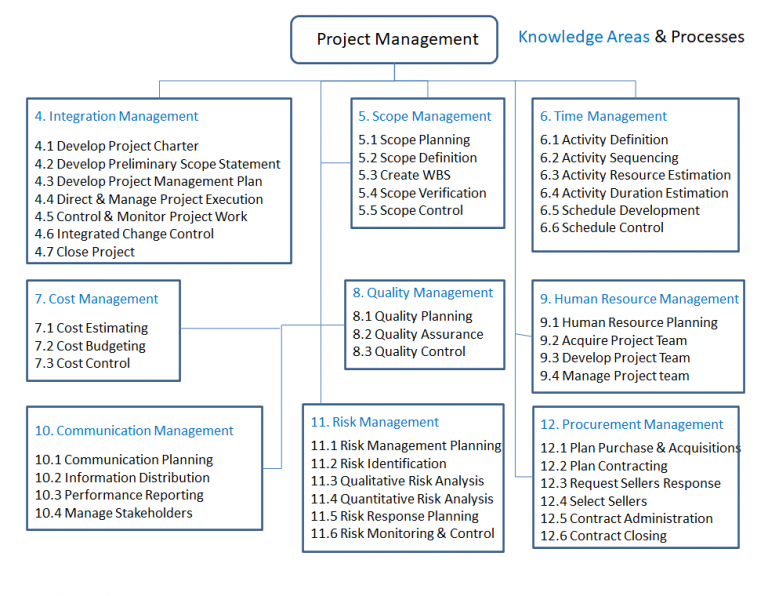 Project Management
Knowledge Areas & Processes
4. Integration Management
4.1 Develop Project Charter
4.2 Develop Preliminary Scope Statement
4.3 Develop Project Management Plan
4.4 Direct & Manage Project Execution
4.5 Control & Monitor Project Work
4.6 Integrated Change Control
4.7 Close Project
5. Scope Management
5.1 Scope Planning
5.2 Scope Definition
5.3 Create WBS
5.4 Scope Verification
5.5 Scope Control
6. Time Management
6.1 Activity Definition
6.2 Activity Sequencing
6.3 Activity Resource Estimation
6.4 Activity Duration Estimation
6.5 Schedule Development
6.6 Schedule Control
7. Cost Management
7.1 Cost Estimating
7.2 Cost Budgeting
7.3 Cost Control
8. Quality Management
8.1 Quality Planning
8.2 Quality Assurance
8.3 Quality Control
9. Human Resource Management
9.1 Human Resource Planning
9.2 Acquire Project Team
9.3 Develop Project Team
9.4 Manage Project team
10. Communication Management
10.1 Communication Planning
10.2 Information Distribution
10.3 Performance Reporting
10.4 Manage Stakeholders
11. Risk Management
11.1 Risk Management Planning
11.2 Risk Identification
11.3 Qualitative Risk Analysis
11.4 Quantitative Risk Analysis
11.5 Risk Response Planning
11.6 Risk Monitoring & Control
12. Procurement Management
12.1 Plan Purchase & Acquisitions
12.2 Plan Contracting
12.3 Request Sellers Response
12.4 Select Sellers
12.5 Contract Administration
12.6 Contract Closing